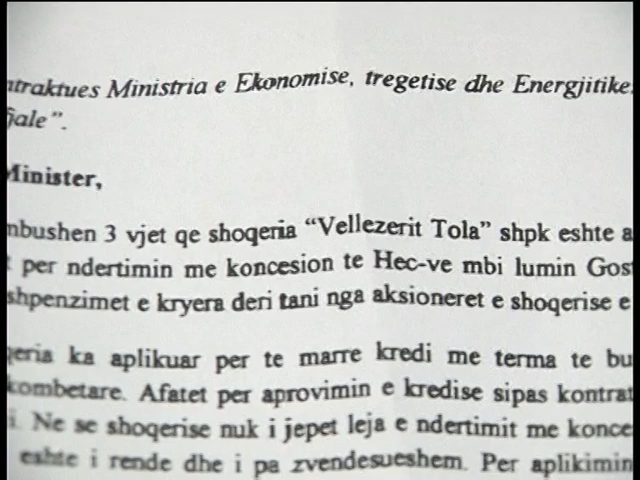 ntraktues Ministria e Ekonomise, tregetise dhe Energjitike
fjale".
Minister,
mbushen 3 vjet qe shoqeria "Vellezerit Tola" shpk eshte a
per ndertimin me koncesion te Hec-ve mbi lumin Gos
shpenzimet e kryera deri tani nga aksioneret e shoqerise e
qeria ka aplikuar per te marre kredi me terma te bu
kombetare. Afatet per aprovimin e kredise sipas kontrat
i. Ne se shoqerise nuk i jepet leja e ndertimit me konce
eshte i rende dhe i pa zvendesueshem. Per aplikimin